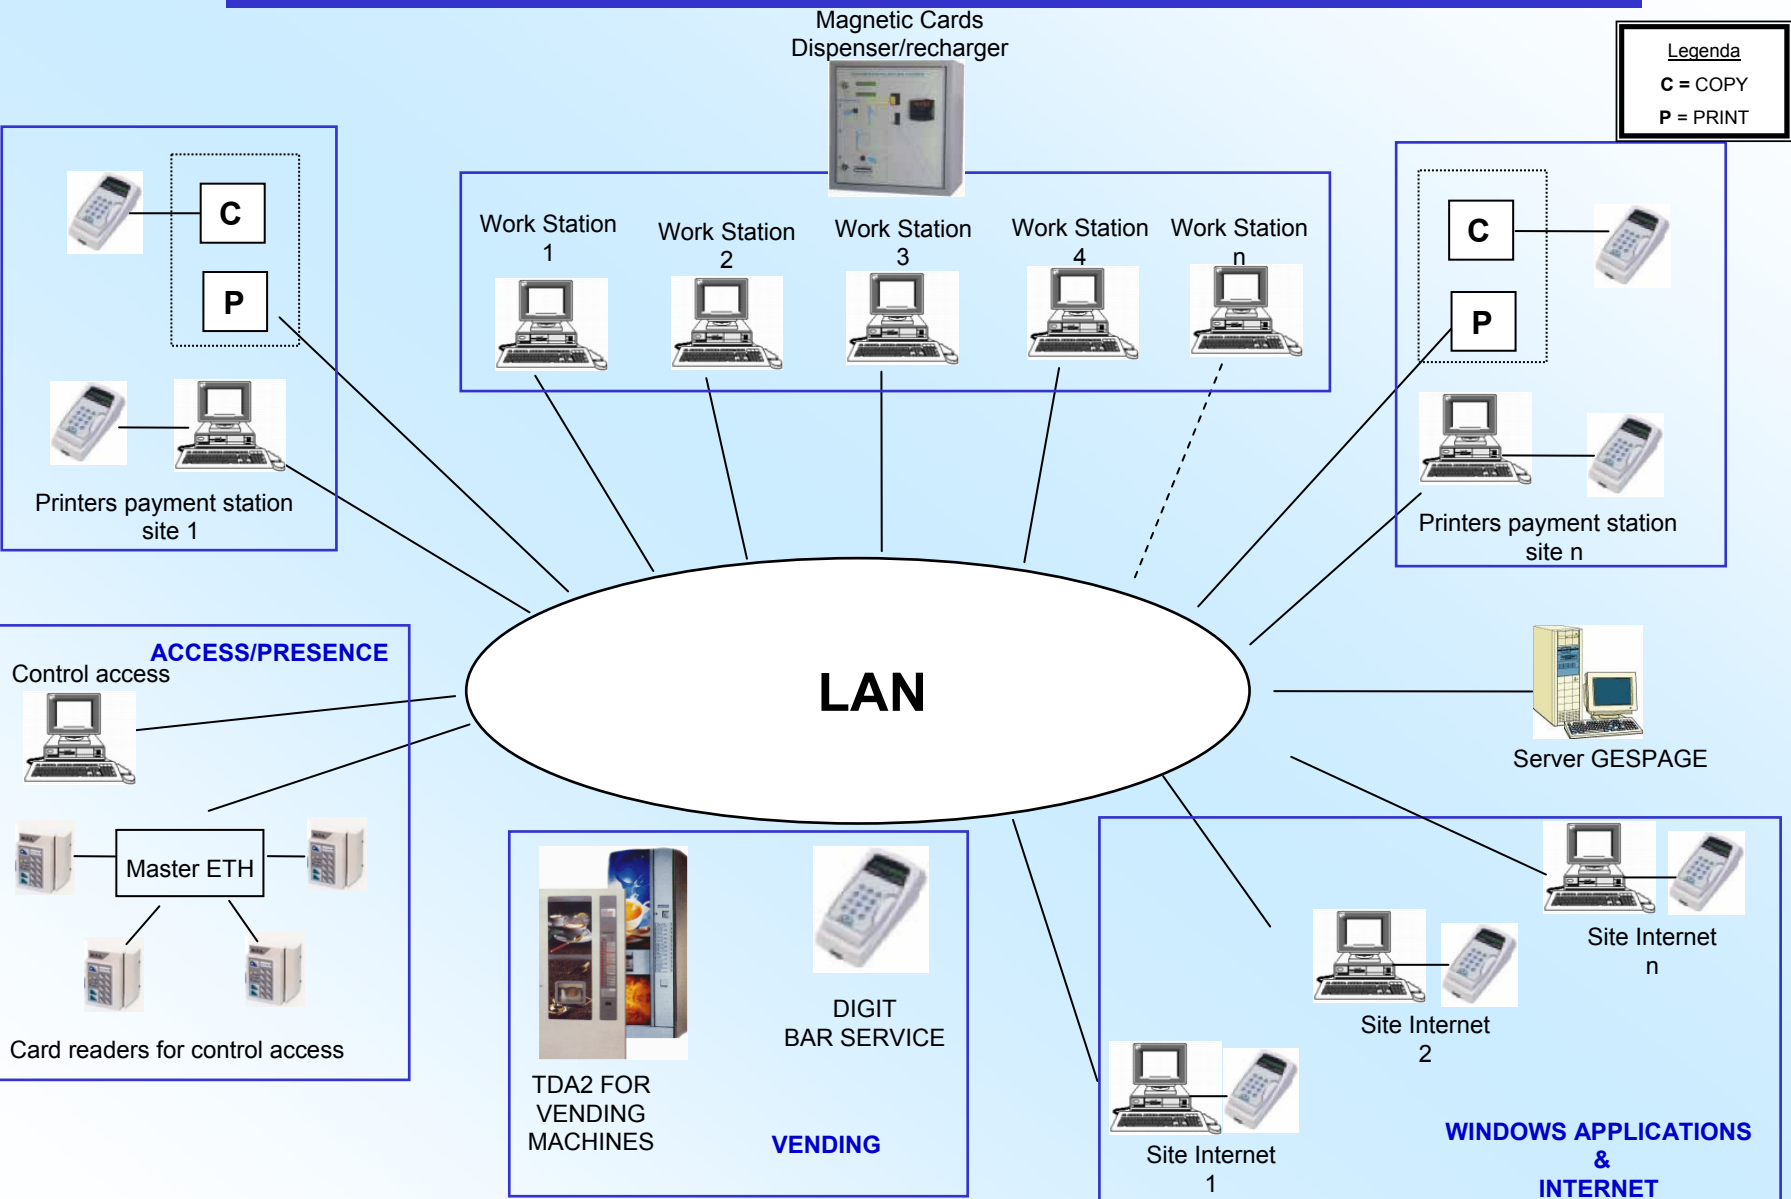 Magnetic Cards
Dispenser/recharger
Legenda
C = COPY
P = PRINT
C
P
Printers payment station
site 1
Work Station
1
Work Station
2
Work Station
3
Work Station
4
Work Station
n
C
P
Printers payment station
site n
LAN
ACCESS/PRESENCE
Control access
Master ETH
Card readers for control access
Server GESPAGE
TDA2 FOR
VENDING
MACHINES
DIGIT
BAR SERVICE
VENDING
Site Internet
n
Site Internet
2
Site Internet
1
WINDOWS APPLICATIONS
&
INTERNET